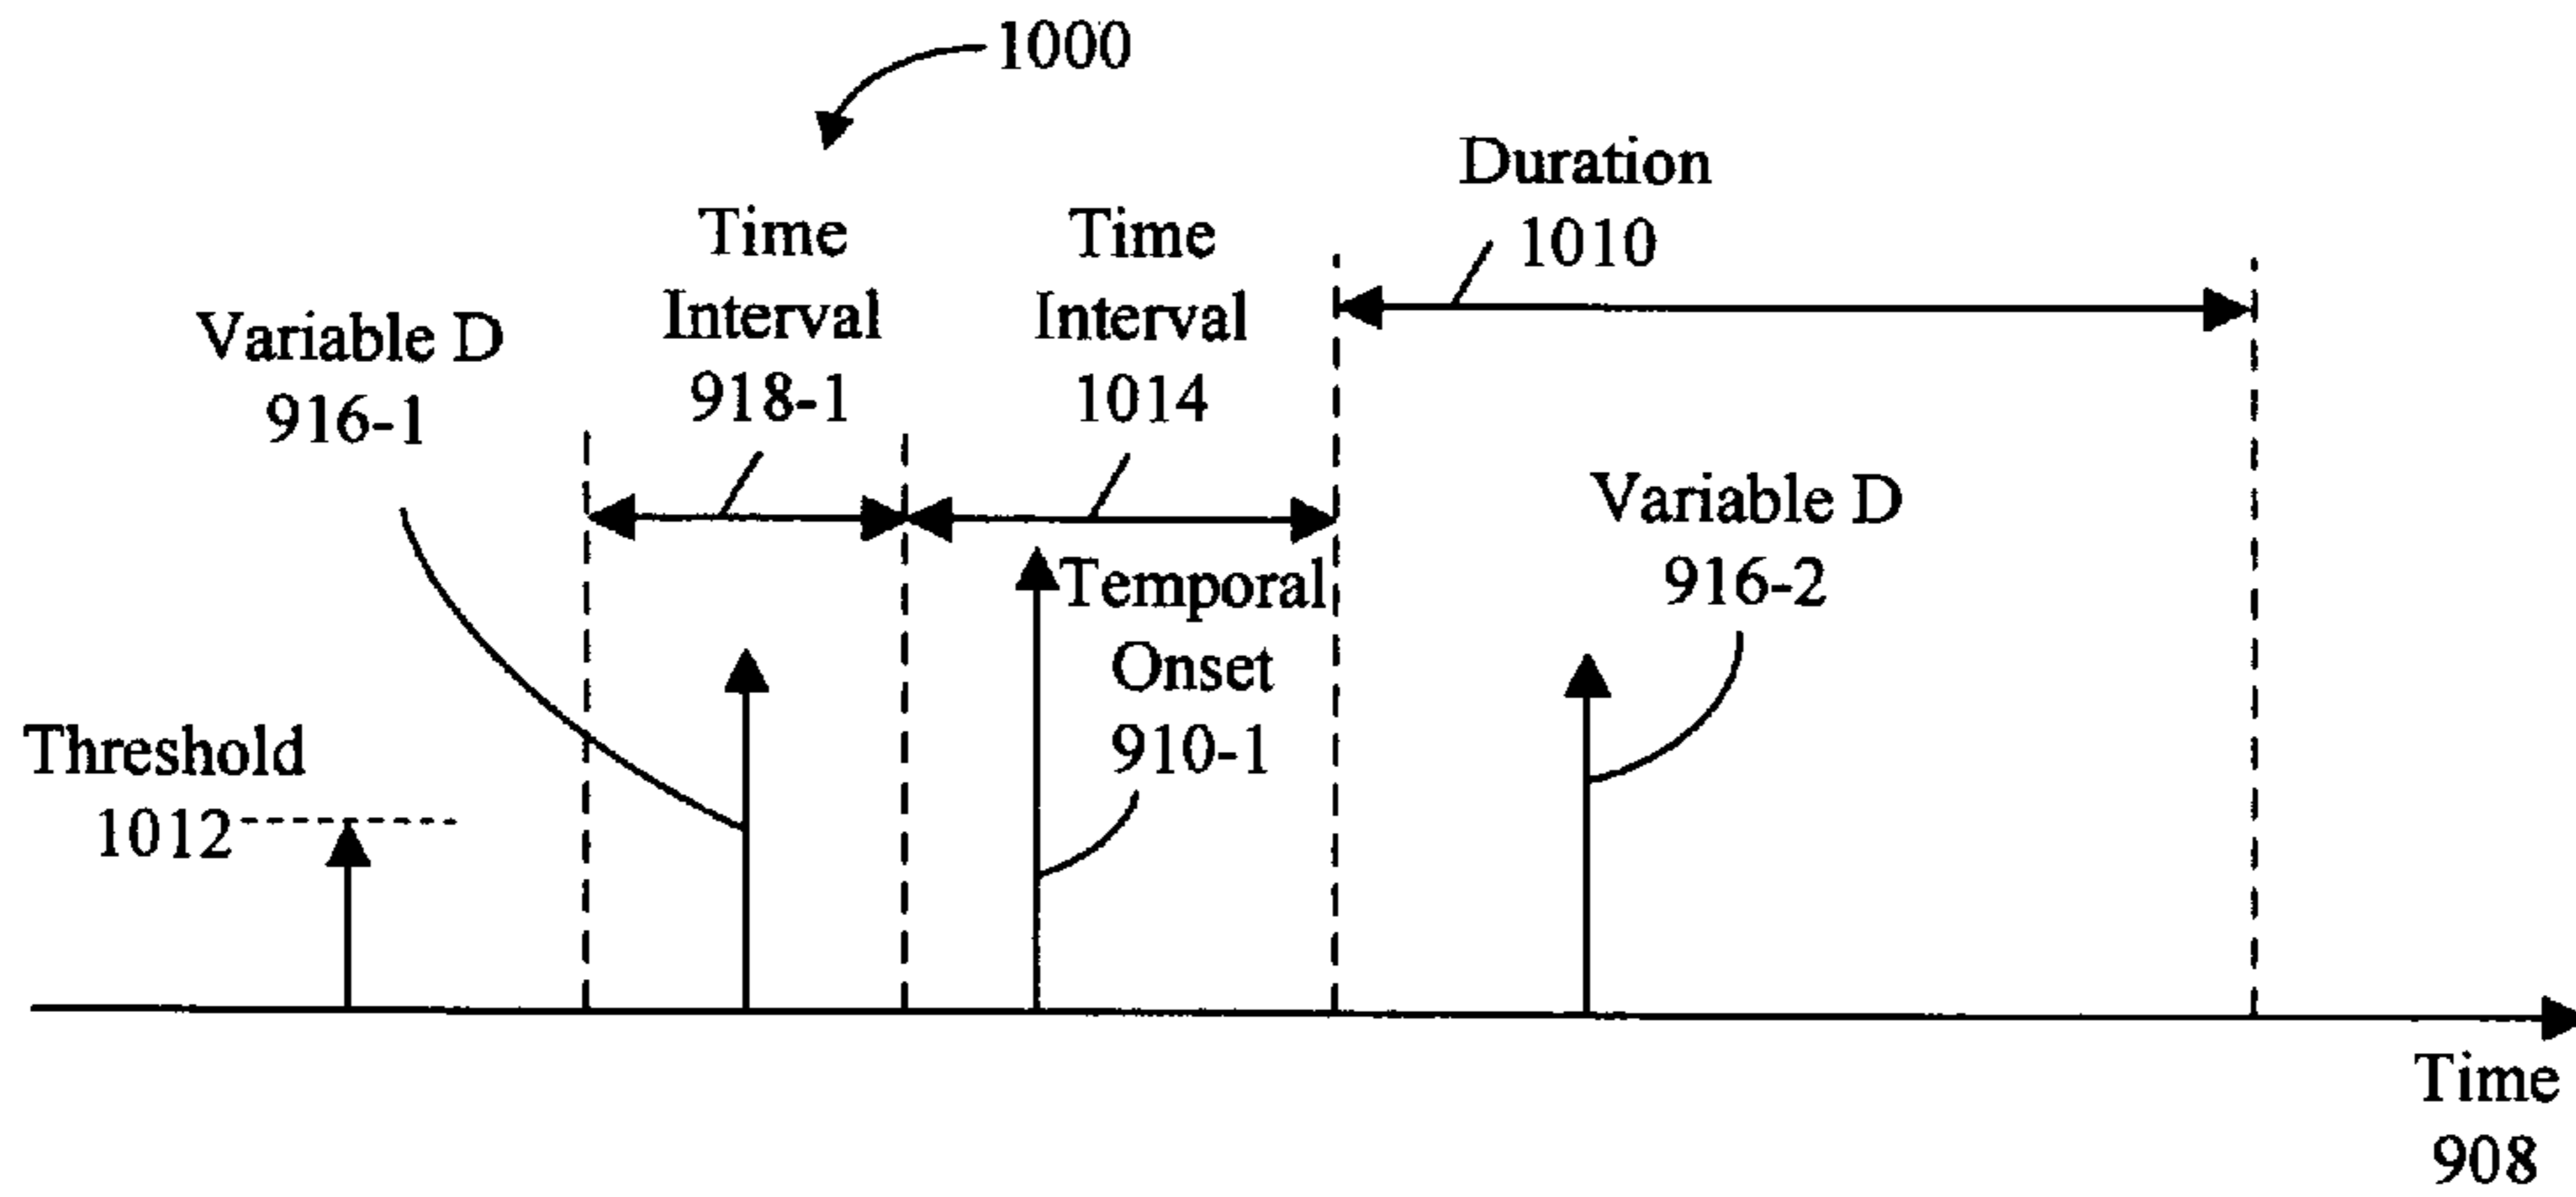 1000
Duration
1010
Time
Interval
918-1
Time
Interval
1014
Variable D
916-1
Variable D
916-2
Temporal
Onset
910-1
Threshold
1012
Time
908